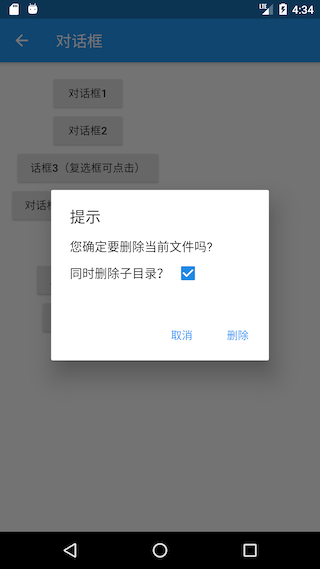 LTE 4:34
对话框
对话框1
对话框2
话框3（复选框可点击）
对话框
提示
您确定要删除当前文件吗?
同时删除子目录?
取消
删除